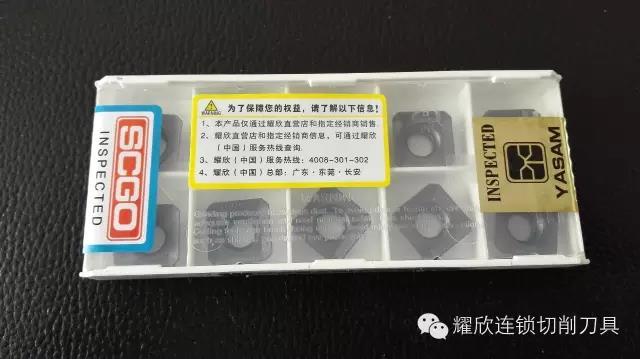 SCGO
INSPECTED
为了保障您的权益，请了解以下信息！
1、本产品仅通过耀欣直营店和指定经销商销售
2、耀欣直营店和指定经销商信息，可通过耀欣
（中国）服务热线查询.
3、耀欣（中国）服务热线：4008-301-302
4、耀欣（中国）总部：广东·东莞·长安
INSPECTED
YASAM
Grinding produces
dust. To
耀欣连锁切削刀具